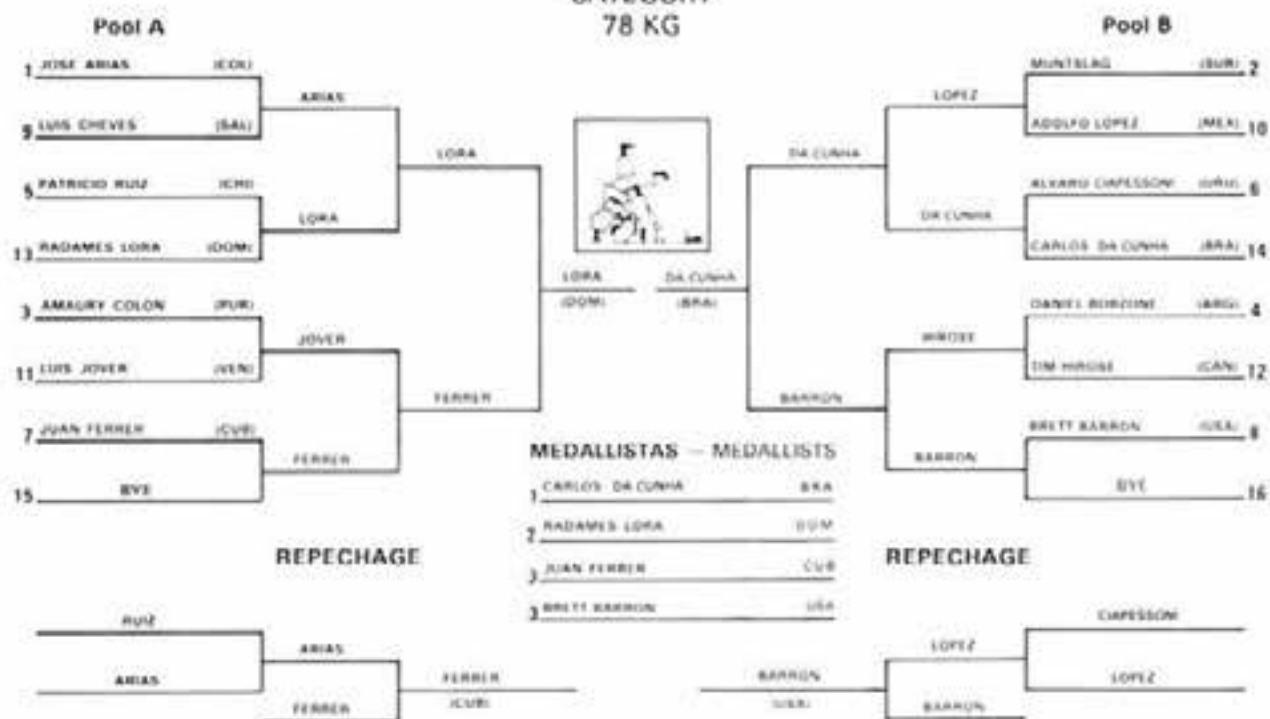 78 KG
Pool A
Pool B
1 JOSE ARIAS (COL)
9 LUIS CHEVES (SAL)
5 PATRICIO RUIZ (CHI)
13 RADAMES LORA (DOM)
3 AMAURY COLON (PUR)
11 LUIS JOVER (VEN)
7 JUAN FERRER (CUB)
15 BYE
ARIAS
LORA
JOVER
FERRER
LORA
FERRER
LORA
(DOM)
DA CUNHA
(BRA)
DA CUNHA
BARRON
LOPEZ
DA CUNHA
HIROSE
BARRON
MUNTSLAG (SUR) 2
ADOLFO LOPEZ (MEX) 10
ALVARO CIAPESSONI (URU) 6
CARLOS DA CUNHA (BRA) 14
DANIEL (ARG) 4
TIM HIROSE (CAN) 12
BRETT BARRON (USA) 8
BYE 16
MEDALLISTAS — MEDALLISTS
1 CARLOS DA CUNHA BRA
2 RADAMES LORA DOM
3 JUAN FERRER CUB
3 BRETT BARRON USA
REPECHAGE
RUIZ
ARIAS
ARIAS
FERRER
FERRER
(CUB)
REPECHAGE
BARRON
(USA)
LOPEZ
BARRON
CIAPESSONI
LOPEZ